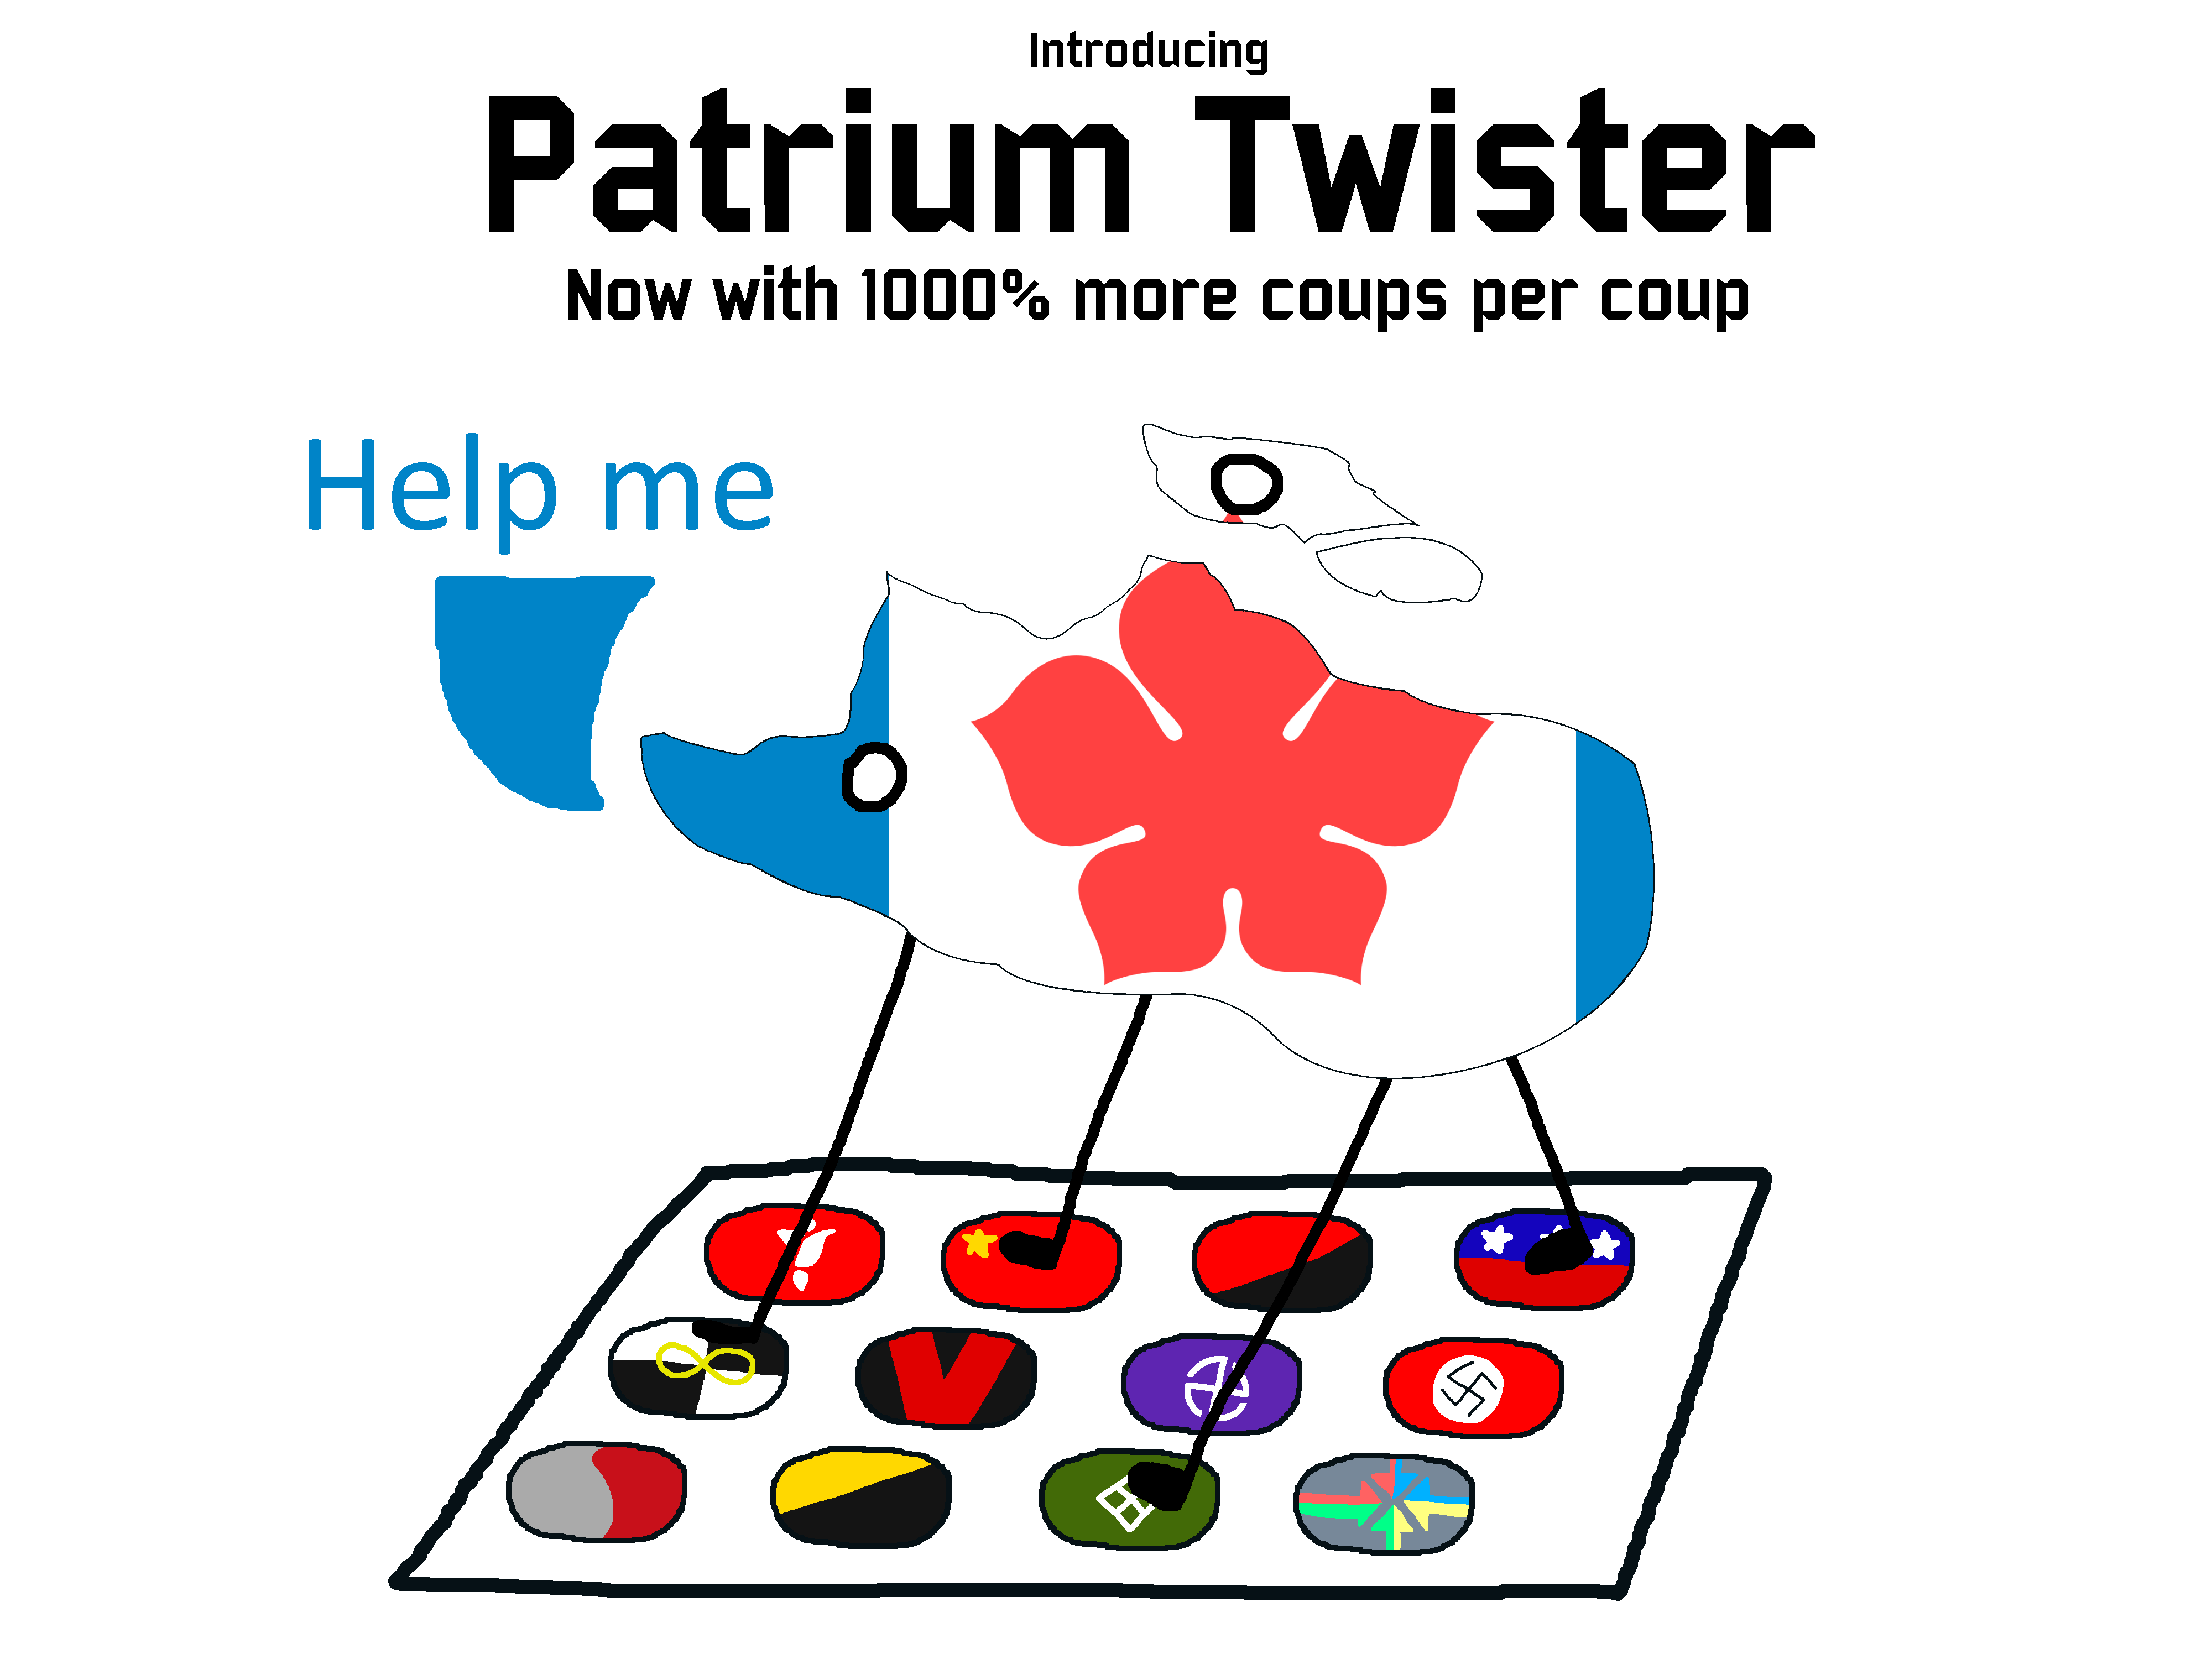 Introducing
Patrium Twister
Now with 1000% more coups per coup
Help me